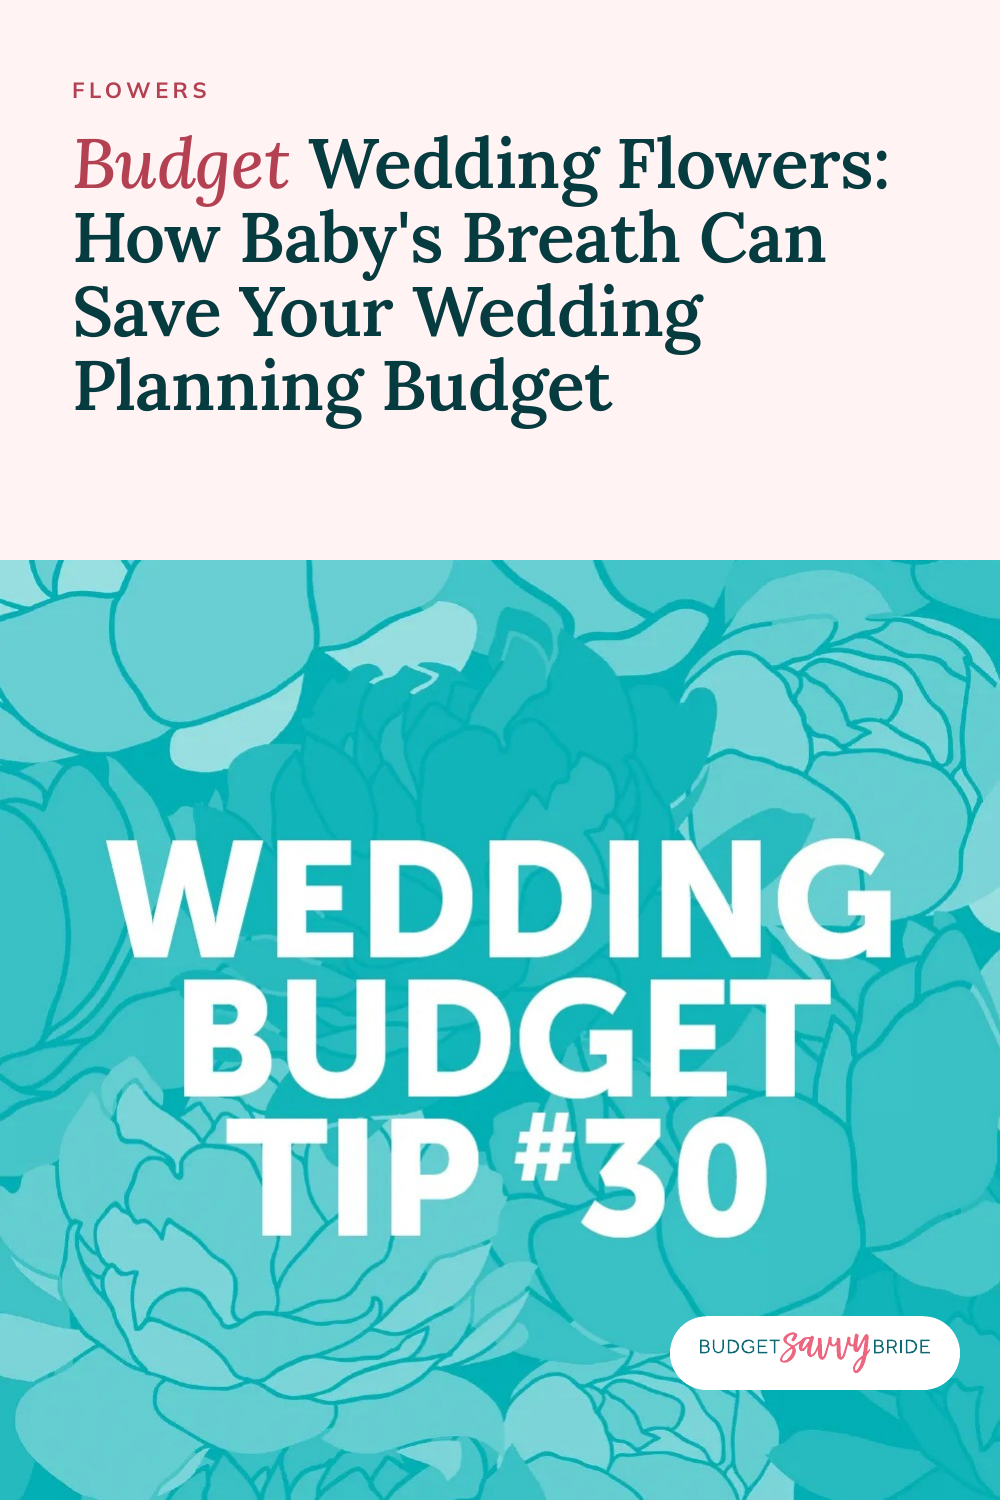 FLOWERS
Budget Wedding Flowers:
How Baby's Breath Can
Save Your Wedding
Planning Budget
WEDDING
BUDGET
TIP #30
BUDGET savvy BRIDE